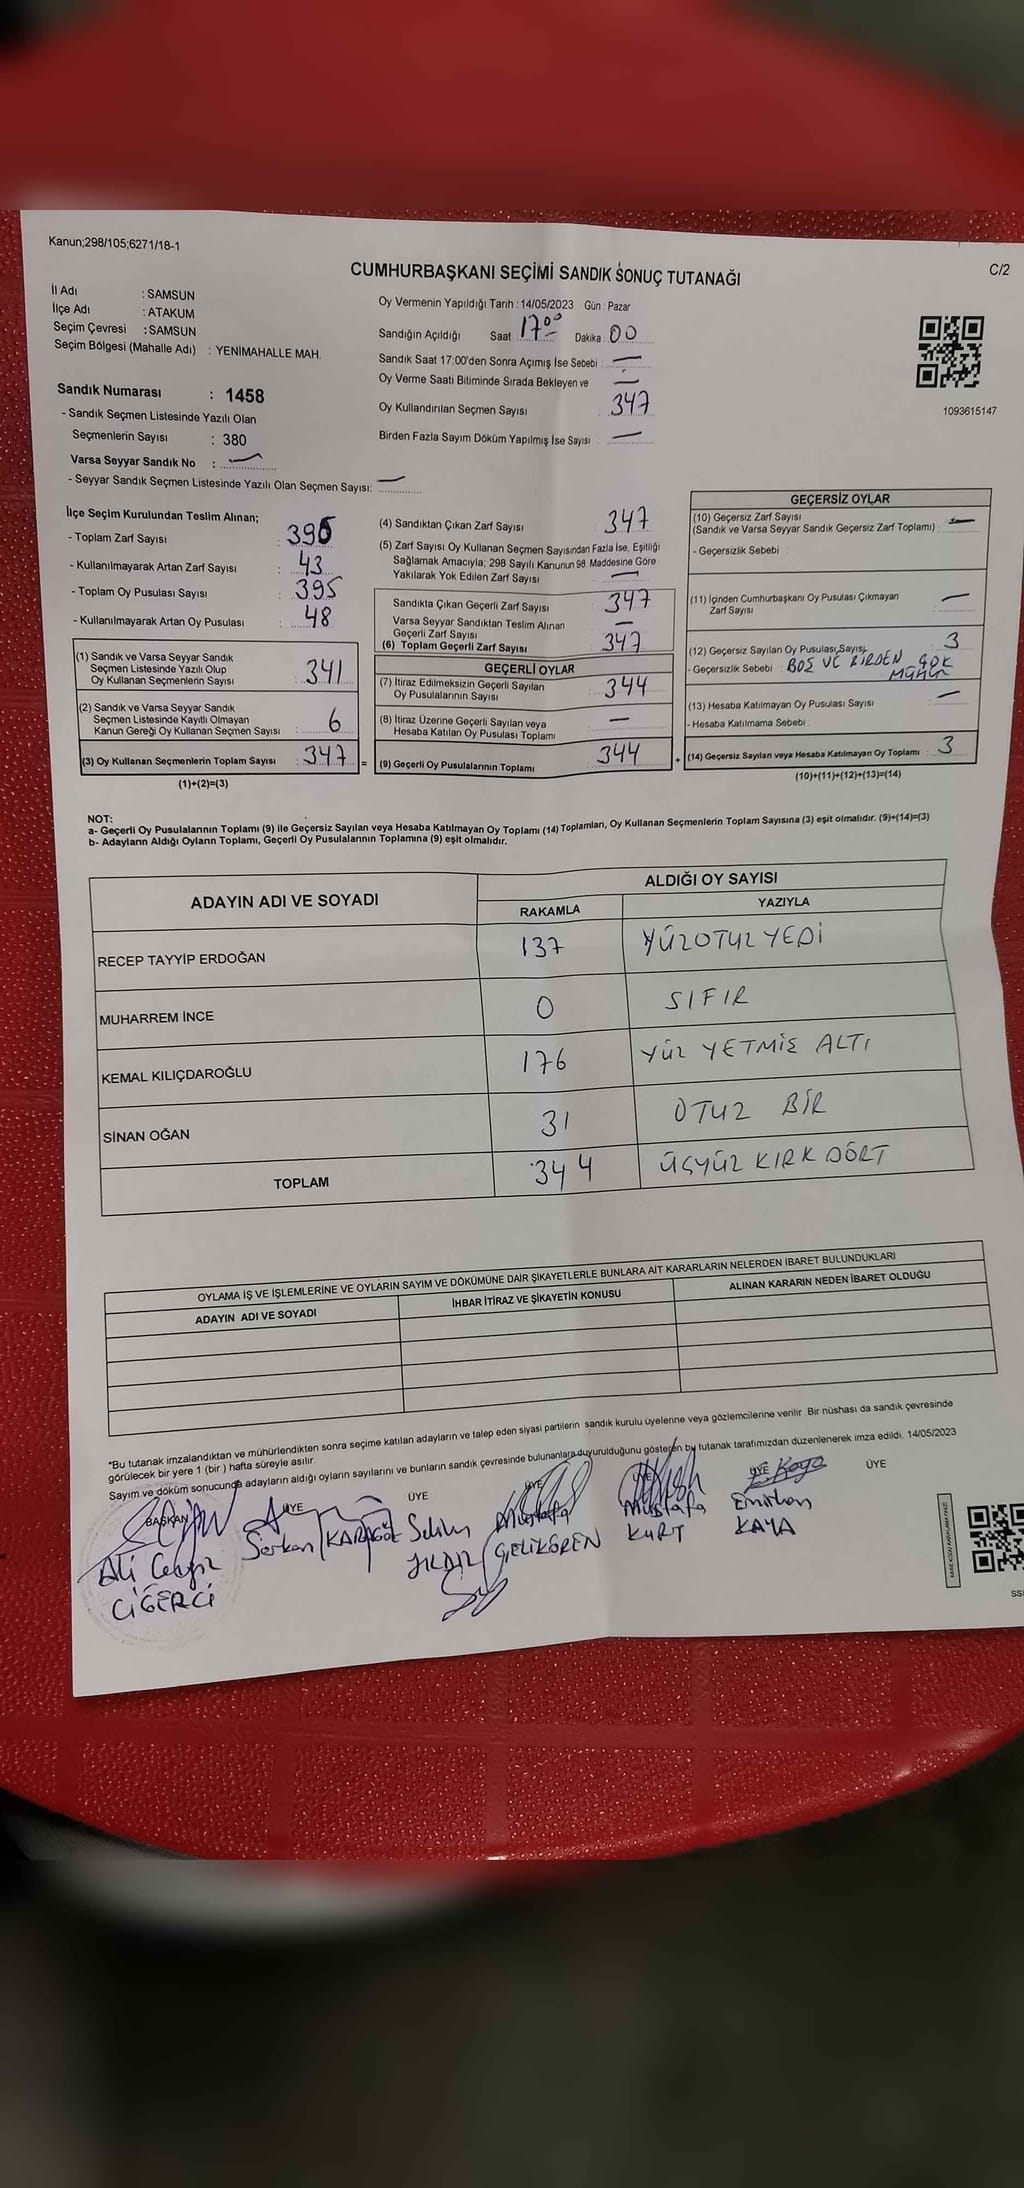 Kanun;298/105;6271/18-1
C/2
CUMHURBAŞKANI SEÇİMİ SANDIK SONUÇ TUTANAĞI
İl Adı : SAMSUN
İlçe Adı : ATAKUM
Seçim Çevresi : SAMSUN
Seçim Bölgesi (Mahalle Adı) : YENİMAHALLE MAH.
Sandık Numarası : 1458
- Sandık Seçmen Listesinde Yazılı Olan
Seçmenlerin Sayısı : 380
Varsa Seyyar Sandık No : —
- Seyyar Sandık Seçmen Listesinde Yazılı Olan Seçmen Sayısı: —
Oy Vermenin Yapıldığı Tarih : 14/05/2023 Gün : Pazar
Sandığın Açıldığı Saat 17⁰⁰ Dakika : 00
Sandık Saat 17:00'den Sonra Açımış İse Sebebi : —
Oy Verme Saati Bitiminde Sırada Bekleyen ve —
Oy Kullandırılan Seçmen Sayısı 347
Birden Fazla Sayım Döküm Yapılmış İse Sayısı : —
1093615147
İlçe Seçim Kurulundan Teslim Alınan;
- Toplam Zarf Sayısı : 390
- Kullanılmayarak Artan Zarf Sayısı : 43
- Toplam Oy Pusulası Sayısı : 395
- Kullanılmayarak Artan Oy Pusulası : 48
(1) Sandık ve Varsa Seyyar Sandık
Seçmen Listesinde Yazılı Olup
Oy Kullanan Seçmenlerin Sayısı : 341
(2) Sandık ve Varsa Seyyar Sandık
Seçmen Listesinde Kayıtlı Olmayan
Kanun Gereği Oy Kullanan Seçmen Sayısı : 6
(3) Oy Kullanan Seçmenlerin Toplam Sayısı : 347 =
(1)+(2)=(3)
(4) Sandıktan Çıkan Zarf Sayısı : 347
(5) Zarf Sayısı Oy Kullanan Seçmen Sayısından Fazla İse, Eşitliği
Sağlamak Amacıyla; 298 Sayılı Kanunun 98. Maddesine Göre
Yakılarak Yok Edilen Zarf Sayısı : —
Sandıkta Çıkan Geçerli Zarf Sayısı : 347
Varsa Seyyar Sandıktan Teslim Alınan
Geçerli Zarf Sayısı —
(6) Toplam Geçerli Zarf Sayısı : 347
GEÇERLİ OYLAR
(7) İtiraz Edilmeksizin Geçerli Sayılan
Oy Pusulalarının Sayısı : 344
(8) İtiraz Üzerine Geçerli Sayılan veya
Hesaba Katılan Oy Pusulası Toplamı : —
(9) Geçerli Oy Pusulalarının Toplamı : 344 +
GEÇERSİZ OYLAR
(10) Geçersiz Zarf Sayısı
(Sandık ve Varsa Seyyar Sandık Geçersiz Zarf Toplamı) : —
- Geçersizlik Sebebi :
(11) İçinden Cumhurbaşkanı Oy Pusulası Çıkmayan
Zarf Sayısı : —
(12) Geçersiz Sayılan Oy Pusulası Sayısı : 3
- Geçersizlik Sebebi : BOŞ VE BİRDEN ÇOK
MÜHÜR
(13) Hesaba Katılmayan Oy Pusulası Sayısı : —
- Hesaba Katılmama Sebebi :
(14) Geçersiz Sayılan veya Hesaba Katılmayan Oy Toplamı : 3
(10)+(11)+(12)+(13)=(14)
NOT:
a- Geçerli Oy Pusulalarının Toplamı (9) ile Geçersiz Sayılan veya Hesaba Katılmayan Oy Toplamı (14) Toplamları, Oy Kullanan Seçmenlerin Toplam Sayısına (3) eşit olmalıdır. (9)+(14)=(3)
b- Adayların Aldığı Oyların Toplamı, Geçerli Oy Pusulalarının Toplamına (9) eşit olmalıdır.
ADAYIN ADI VE SOYADI
ALDIĞI OY SAYISI
RAKAMLA YAZIYLA
RECEP TAYYİP ERDOĞAN 137 YÜZOTUZ YEDİ
MUHARREM İNCE 0 SIFIR
KEMAL KILIÇDAROĞLU 176 YÜZ YETMİŞ ALTI
SİNAN OĞAN 31 OTUZ BİR
TOPLAM 344 ÜÇYÜZ KIRK DÖRT
OYLAMA İŞ VE İŞLEMLERİNE VE OYLARIN SAYIM VE DÖKÜMÜNE DAİR ŞİKAYETLERLE BUNLARA AİT KARARLARIN NELERDEN İBARET BULUNDUKLARI
ADAYIN ADI VE SOYADI İHBAR İTİRAZ VE ŞİKAYETİN KONUSU ALINAN KARARIN NEDEN İBARET OLDUĞU
"Bu tutanak imzalandıktan ve mühürlendikten sonra seçime katılan adayların ve talep eden siyasi partilerin sandık kurulu üyelerine veya gözlemcilerine verilir. Bir nüshası da sandık çevresinde
görülecek bir yere 1 (bir) hafta süreyle asılır.
Sayım ve döküm sonucunda adayların aldığı oyların sayılarını ve bunların sandık çevresinde bulunanlara duyurulduğunu gösteren bu tutanak tarafımızdan düzenlenerek imza edildi. 14/05/2023
BAŞKAN ÜYE ÜYE ÜYE ÜYE ÜYE ÜYE
Ali Cengiz
CİĞERCİ
Serkan KARAGÖZ
Selim
YILDIZ
Mustafa
ÇELİKÖREN
Mustafa
KURT
Emirhan
KAYA